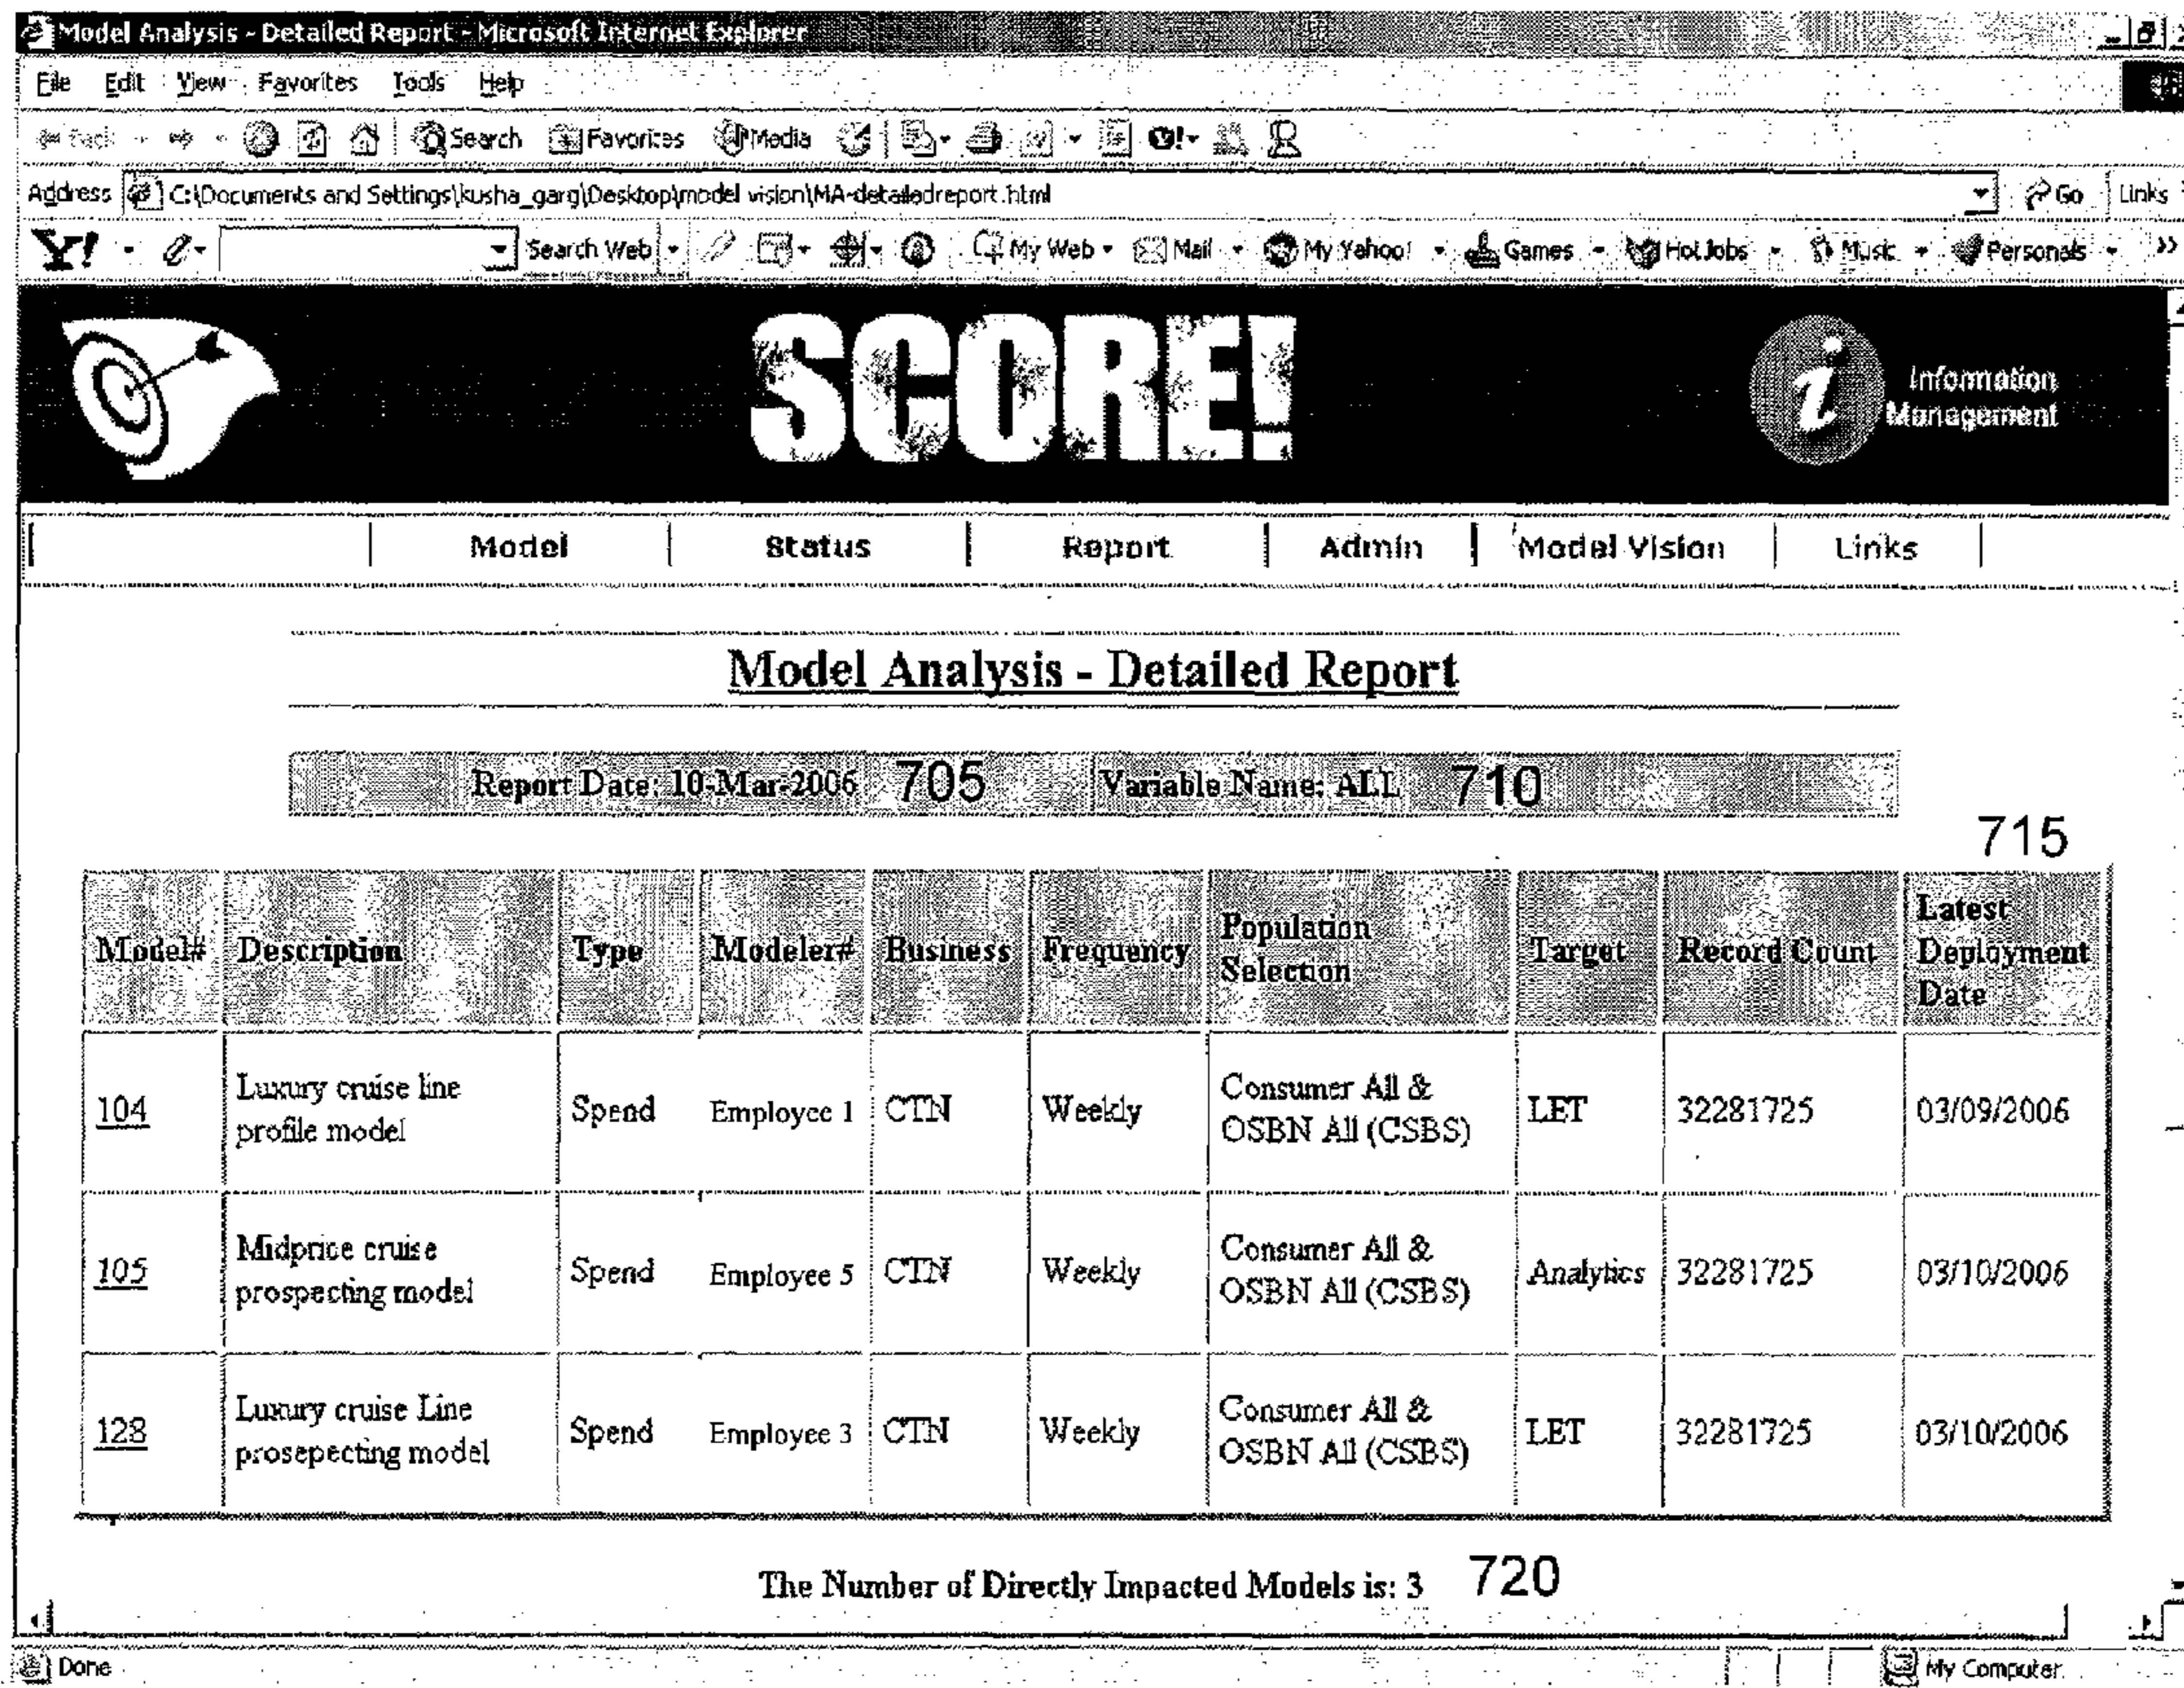 Model Analysis - Detailed Report - Microsoft Internet Explorer
File Edit View Favorites Tools Help
Back Search Favorites Media
Address C:\Documents and Settings\kusha_garg\Desktop\model vision\MA-detailedreport.html Go Links
Y! Search Web My Web Mail My Yahoo! Games HotJobs Music Personals »
SCORE!
i Information
Management
Model Status Report Admin Model Vision Links
Model Analysis - Detailed Report
Report Date: 10-Mar-2006 705 Variable Name: ALL 710
715
Model# Description Type Modeler# Business Frequency Population Selection Target Record Count Latest Deployment Date
104 Luxury cruise line profile model Spend Employee 1 CTN Weekly Consumer All & OSBN All (CSBS) LET 32281725 03/09/2006
105 Midprice cruise prospecting model Spend Employee 5 CTN Weekly Consumer All & OSBN All (CSBS) Analytics 32281725 03/10/2006
128 Luxury cruise Line prosepecting model Spend Employee 3 CTN Weekly Consumer All & OSBN All (CSBS) LET 32281725 03/10/2006
The Number of Directly Impacted Models is: 3 720
Done My Computer